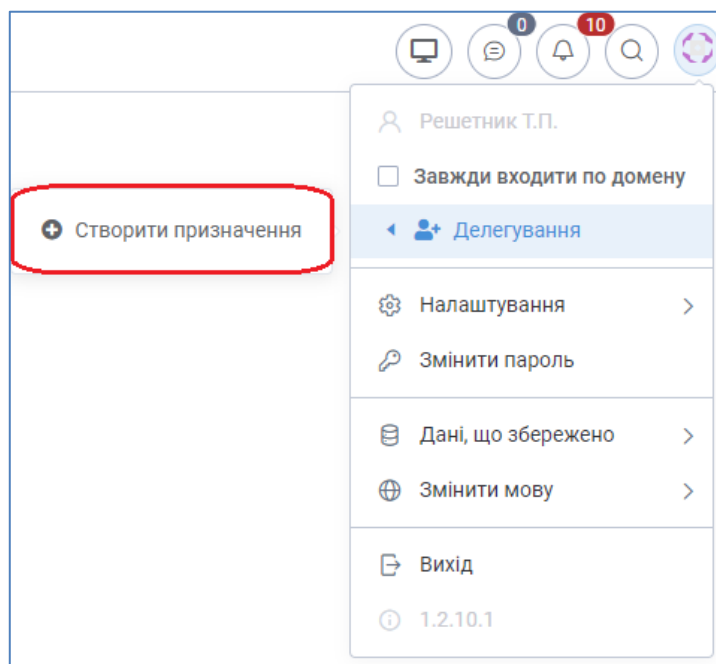 0
10
Решетник Т.П.
Завжди входити по домену
Створити призначення
Делегування
Налаштування
Змінити пароль
Дані, що збережено
Змінити мову
Вихід
1.2.10.1